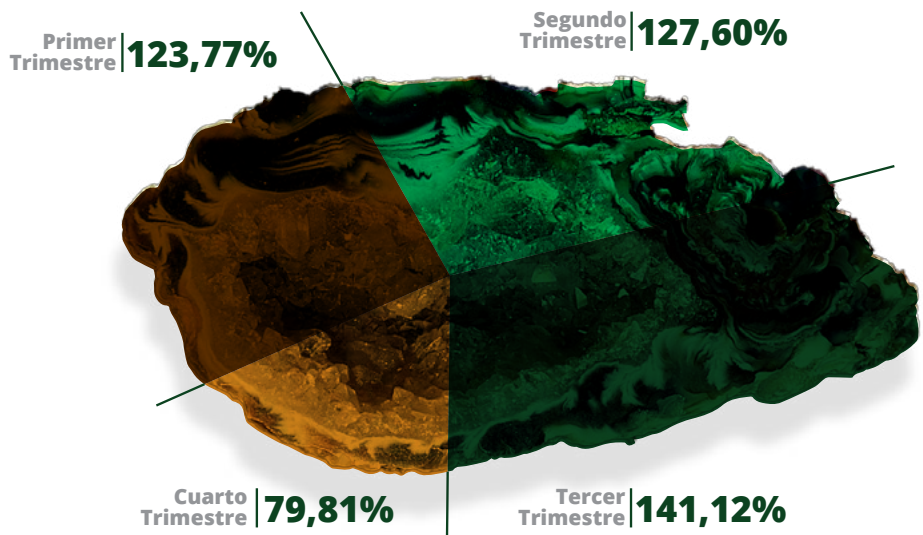 Primer
Trimestre
123,77%
Segundo
Trimestre
127,60%
Cuarto
Trimestre
79,81%
Tercer
Trimestre
141,12%